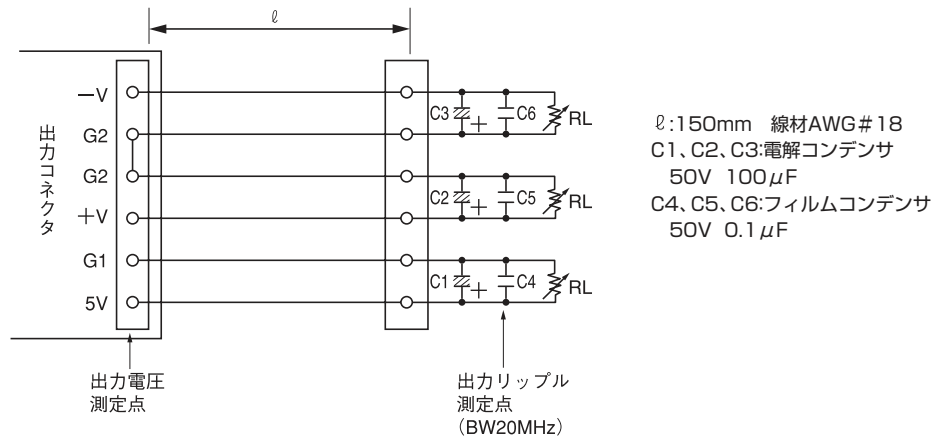 ℓ
出力コネクタ
−V
G2
G2
+V
G1
5V
C3
+
C6
RL
C2
+
C5
RL
C1
+
C4
RL
出力電圧
測定点
出力リップル
測定点
(BW20MHz)
ℓ:150mm 線材AWG#18
C1、C2、C3:電解コンデンサ
50V 100μF
C4、C5、C6:フィルムコンデンサ
50V 0.1μF